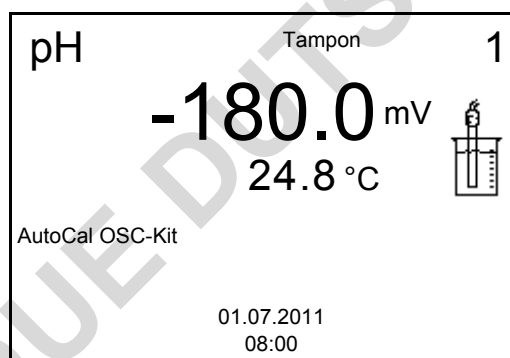 pH Tampon 1
-180.0 mV
24.8 °C
AutoCal OSC-Kit
01.07.2011
08:00